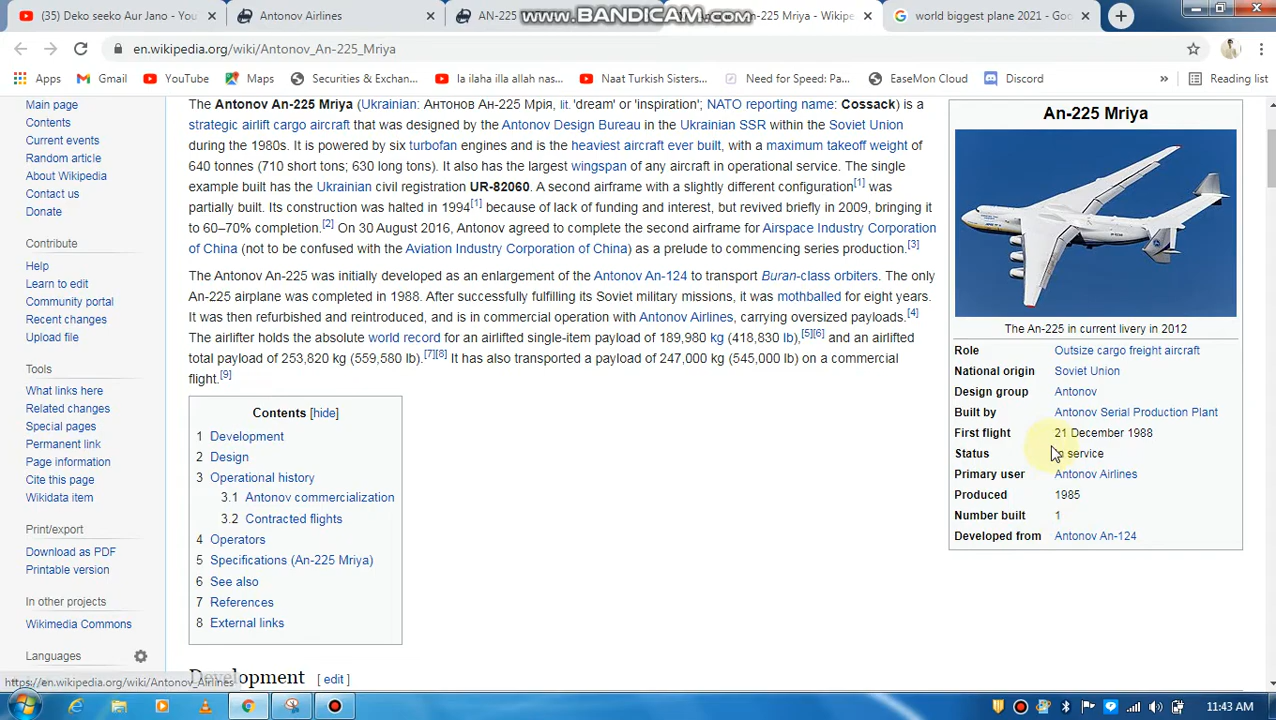 (35) Deko seeko Aur Jano - You
Antonov Airlines
AN-225
-225 Mriya - Wikipe
world biggest plane 2021 - Goo
www.BANDICAM.com
en.wikipedia.org/wiki/Antonov_An-225_Mriya
Apps
Gmail
YouTube
Maps
Securities & Exchan...
la ilaha illa allah nas...
Naat Turkish Sisters...
Need for Speed: Pa...
EaseMon Cloud
Discord
»
Reading list
Main page
Contents
Current events
Random article
About Wikipedia
Contact us
Donate
Contribute
Help
Learn to edit
Community portal
Recent changes
Upload file
Tools
What links here
Related changes
Special pages
Permanent link
Page information
Cite this page
Wikidata item
Print/export
Download as PDF
Printable version
In other projects
Wikimedia Commons
Languages
The Antonov An-225 Mriya (Ukrainian: Антонов Ан-225 Мрія, lit. 'dream' or 'inspiration'; NATO reporting name: Cossack) is a
strategic airlift cargo aircraft that was designed by the Antonov Design Bureau in the Ukrainian SSR within the Soviet Union
during the 1980s. It is powered by six turbofan engines and is the heaviest aircraft ever built, with a maximum takeoff weight of
640 tonnes (710 short tons; 630 long tons). It also has the largest wingspan of any aircraft in operational service. The single
example built has the Ukrainian civil registration UR-82060. A second airframe with a slightly different configuration[1] was
partially built. Its construction was halted in 1994[1] because of lack of funding and interest, but revived briefly in 2009, bringing it
to 60–70% completion.[2] On 30 August 2016, Antonov agreed to complete the second airframe for Airspace Industry Corporation
of China (not to be confused with the Aviation Industry Corporation of China) as a prelude to commencing series production.[3]
The Antonov An-225 was initially developed as an enlargement of the Antonov An-124 to transport Buran-class orbiters. The only
An-225 airplane was completed in 1988. After successfully fulfilling its Soviet military missions, it was mothballed for eight years.
It was then refurbished and reintroduced, and is in commercial operation with Antonov Airlines, carrying oversized payloads.[4]
The airlifter holds the absolute world record for an airlifted single-item payload of 189,980 kg (418,830 lb),[5][6] and an airlifted
total payload of 253,820 kg (559,580 lb).[7][8] It has also transported a payload of 247,000 kg (545,000 lb) on a commercial
flight.[9]
Contents [hide]
1 Development
2 Design
3 Operational history
3.1 Antonov commercialization
3.2 Contracted flights
4 Operators
5 Specifications (An-225 Mriya)
6 See also
7 References
8 External links
Development [ edit ]
An-225 Mriya
The An-225 in current livery in 2012
Role Outsize cargo freight aircraft
National origin Soviet Union
Design group Antonov
Built by Antonov Serial Production Plant
First flight 21 December 1988
Status In service
Primary user Antonov Airlines
Produced 1985
Number built 1
Developed from Antonov An-124
https://en.wikipedia.org/wiki/Antonov_Airlines
11:43 AM